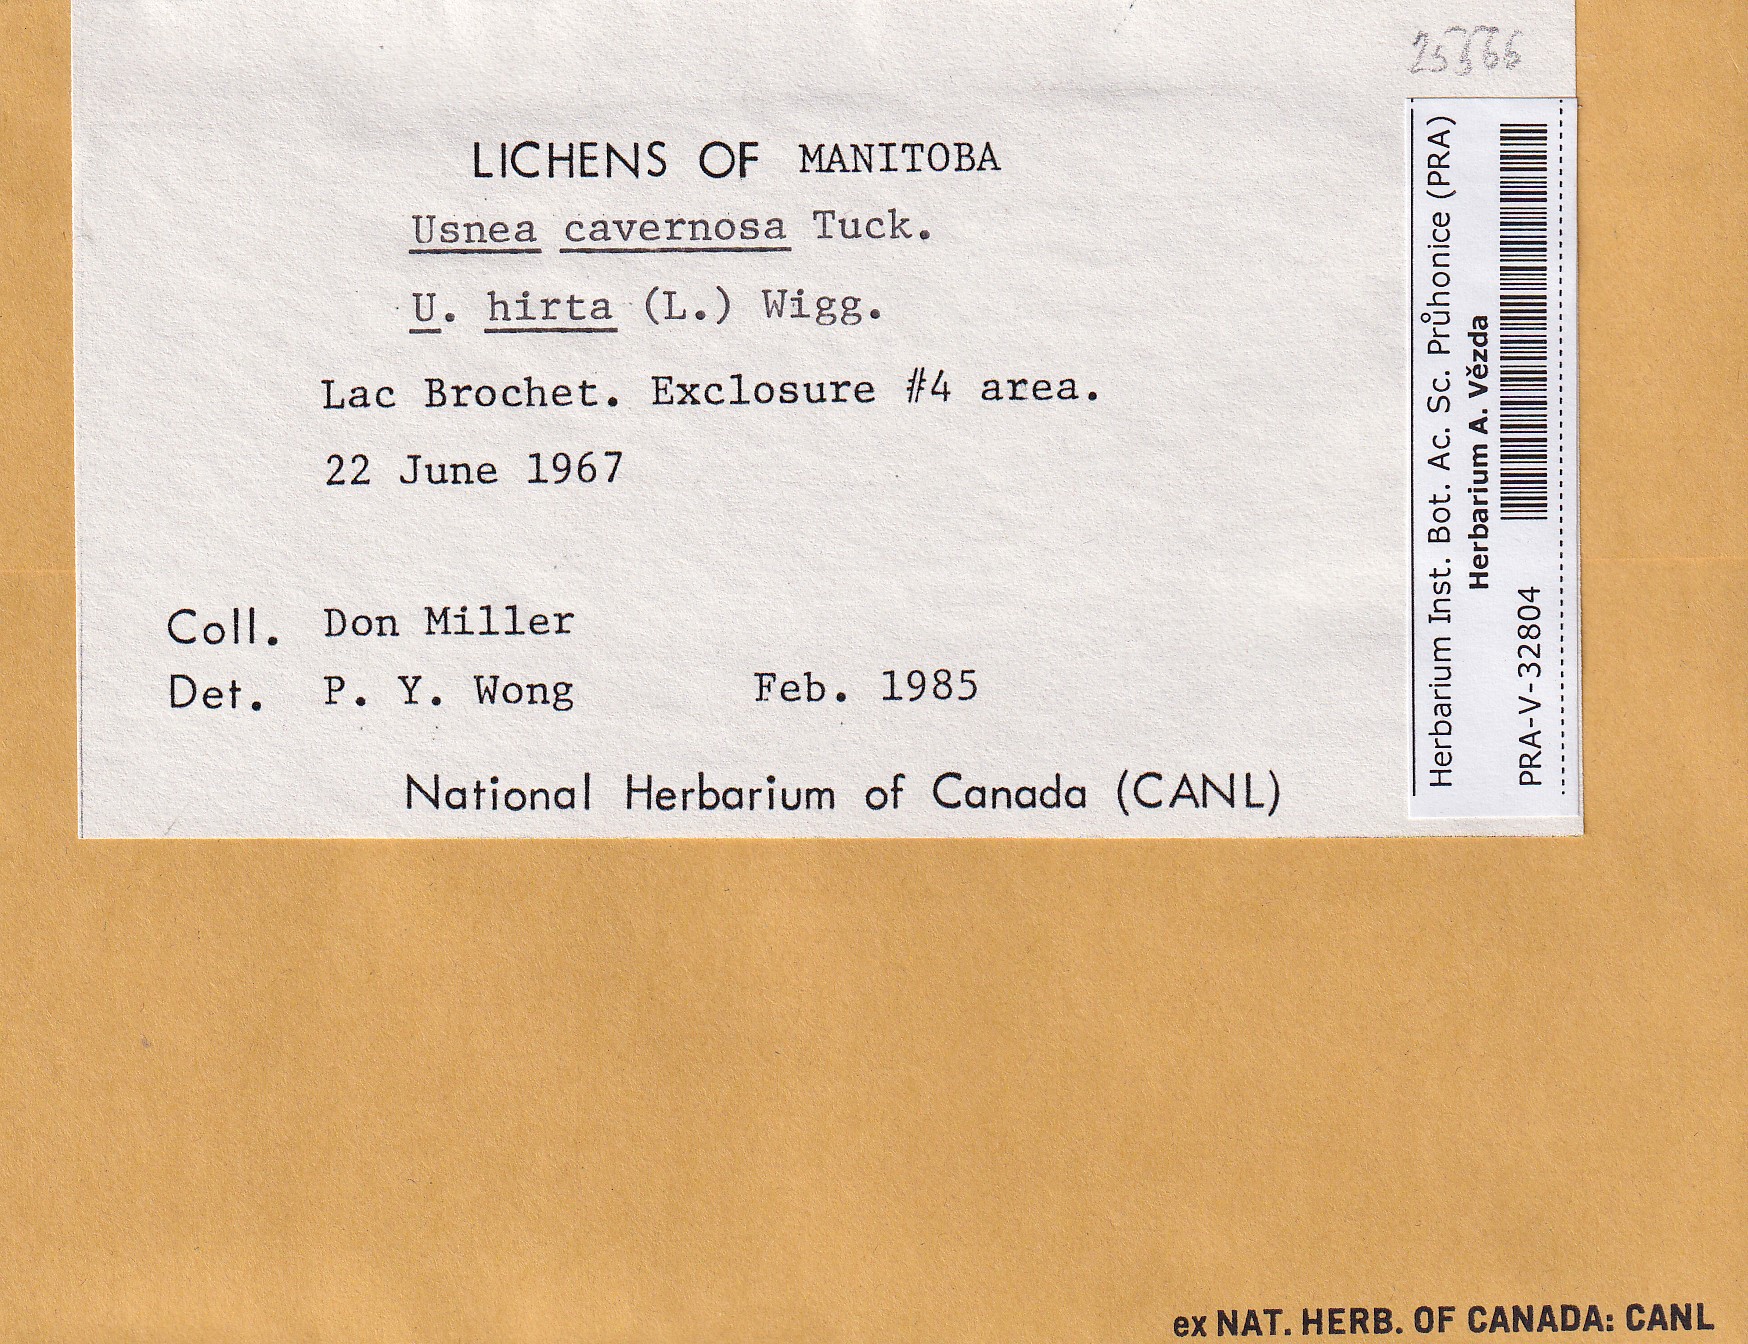 LICHENS OF MANITOBA
Usnea cavernosa Tuck.
U. hirta (L.) Wigg.
Lac Brochet. Exclosure #4 area.
22 June 1967
Coll. Don Miller
Det. P. Y. Wong Feb. 1985
National Herbarium of Canada (CANL)
Herbarium Inst. Bot. Ac. Sc. Průhonice (PRA)
Herbarium A. Vězda
PRA-V-32804
ex NAT. HERB. OF CANADA: CANL